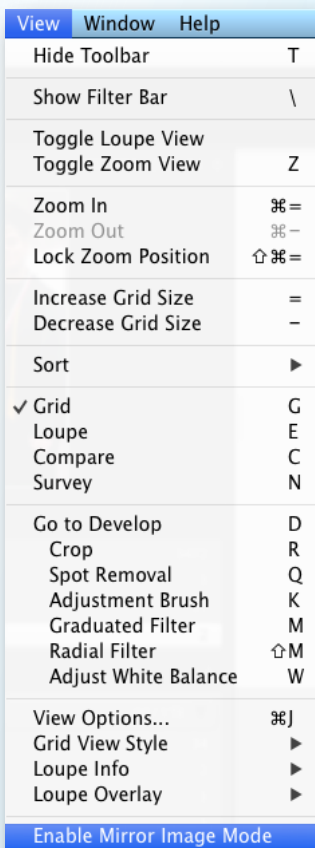 View Window Help
Hide Toolbar T
Show Filter Bar \
Toggle Loupe View
Toggle Zoom View Z
Zoom In ⌘=
Zoom Out ⌘−
Lock Zoom Position ⇧⌘=
Increase Grid Size =
Decrease Grid Size −
Sort ▶
✓ Grid G
Loupe E
Compare C
Survey N
Go to Develop D
Crop R
Spot Removal Q
Adjustment Brush K
Graduated Filter M
Radial Filter ⇧M
Adjust White Balance W
View Options... ⌘J
Grid View Style ▶
Loupe Info ▶
Loupe Overlay ▶
Enable Mirror Image Mode